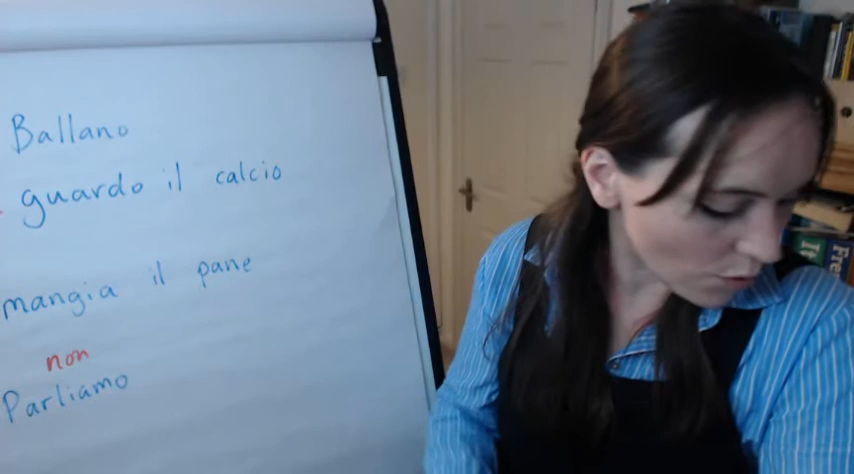 Ballano
guardo il calcio
mangia il pane
non
Parliamo